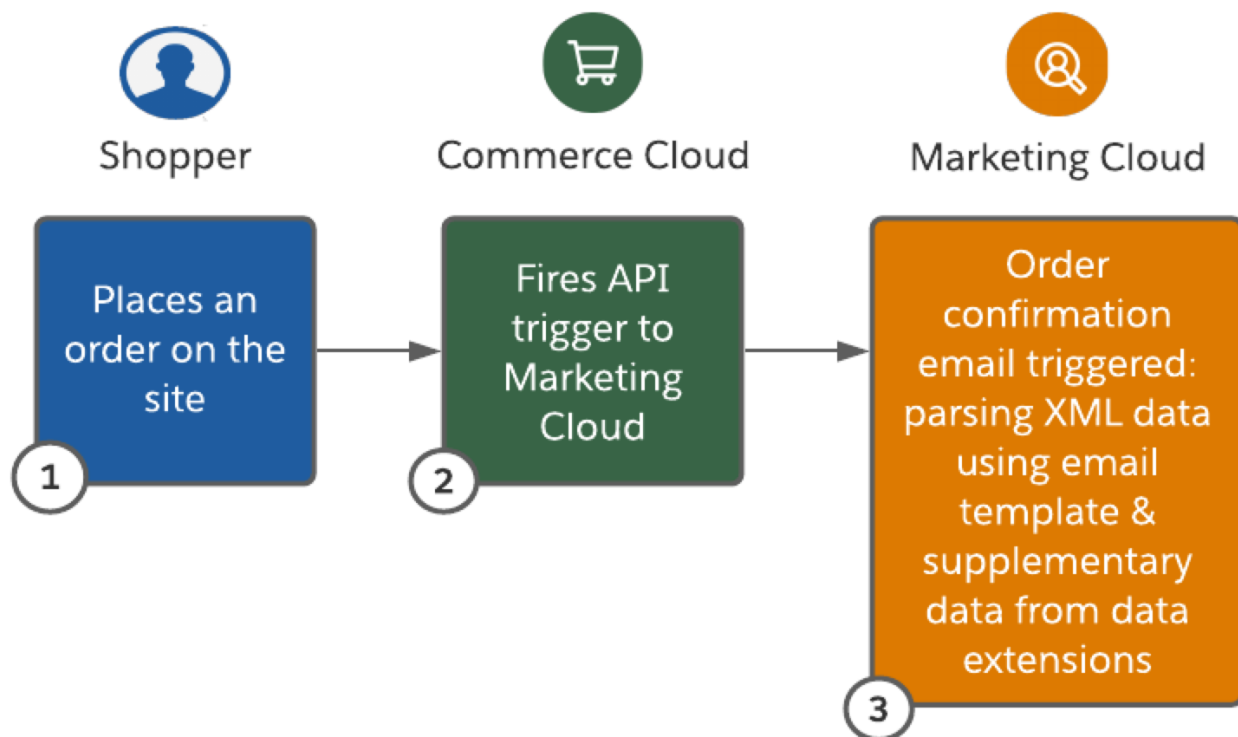 Shopper
Commerce Cloud
Marketing Cloud
Places an
order on the
site
1
Fires API
trigger to
Marketing
Cloud
2
Order
confirmation
email triggered:
parsing XML data
using email
template &
supplementary
data from data
extensions
3